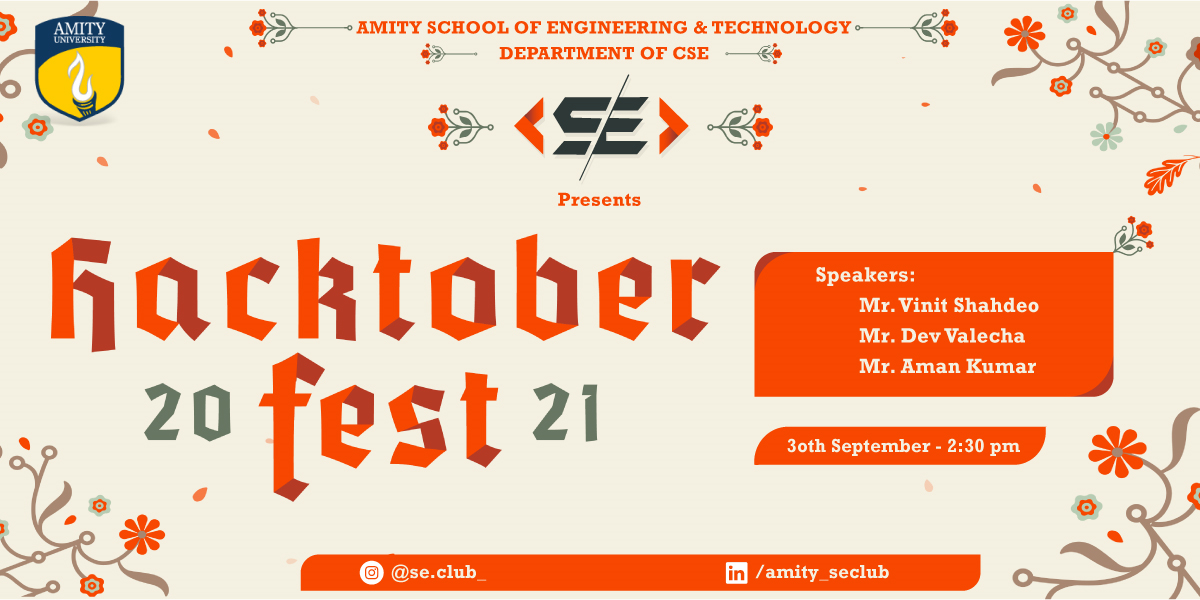 AMITY
UNIVERSITY
AMITY SCHOOL OF ENGINEERING & TECHNOLOGY
DEPARTMENT OF CSE
SE
Presents
hacktober
20 fest 21
Speakers:
Mr. Vinit Shahdeo
Mr. Dev Valecha
Mr. Aman Kumar
3oth September - 2:30 pm
@se.club_
/amity_seclub